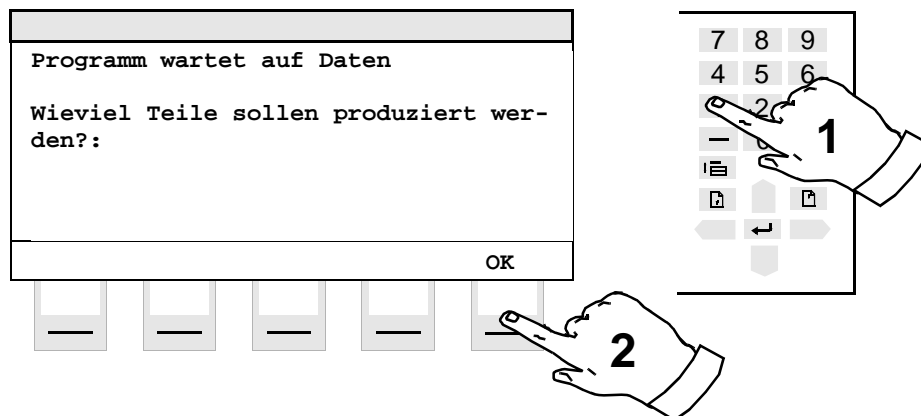 Programm wartet auf Daten
Wieviel Teile sollen produziert wer-
den?:
OK
7 8 9
4 5 6
2
1
2